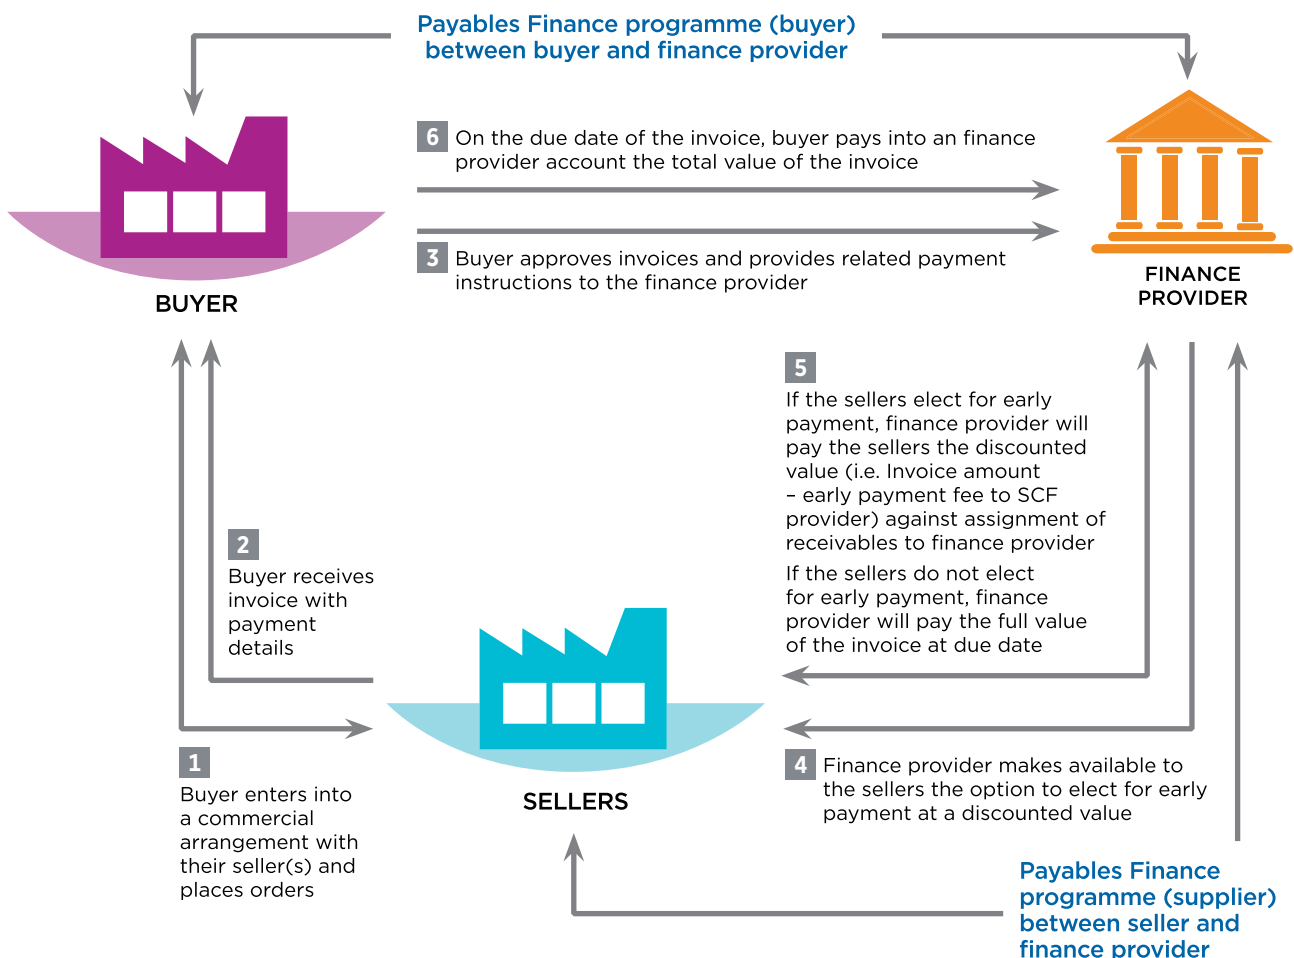 Payables Finance programme (buyer)
between buyer and finance provider
6
On the due date of the invoice, buyer pays into an finance
provider account the total value of the invoice
3
Buyer approves invoices and provides related payment
instructions to the finance provider
BUYER
FINANCE
PROVIDER
5
If the sellers elect for early
payment, finance provider will
pay the sellers the discounted
value (i.e. Invoice amount
– early payment fee to SCF
provider) against assignment of
receivables to finance provider
If the sellers do not elect
for early payment, finance
provider will pay the full value
of the invoice at due date
2
Buyer receives
invoice with
payment
details
1
Buyer enters into
a commercial
arrangement with
their seller(s) and
places orders
SELLERS
4
Finance provider makes available to
the sellers the option to elect for early
payment at a discounted value
Payables Finance
programme (supplier)
between seller and
finance provider